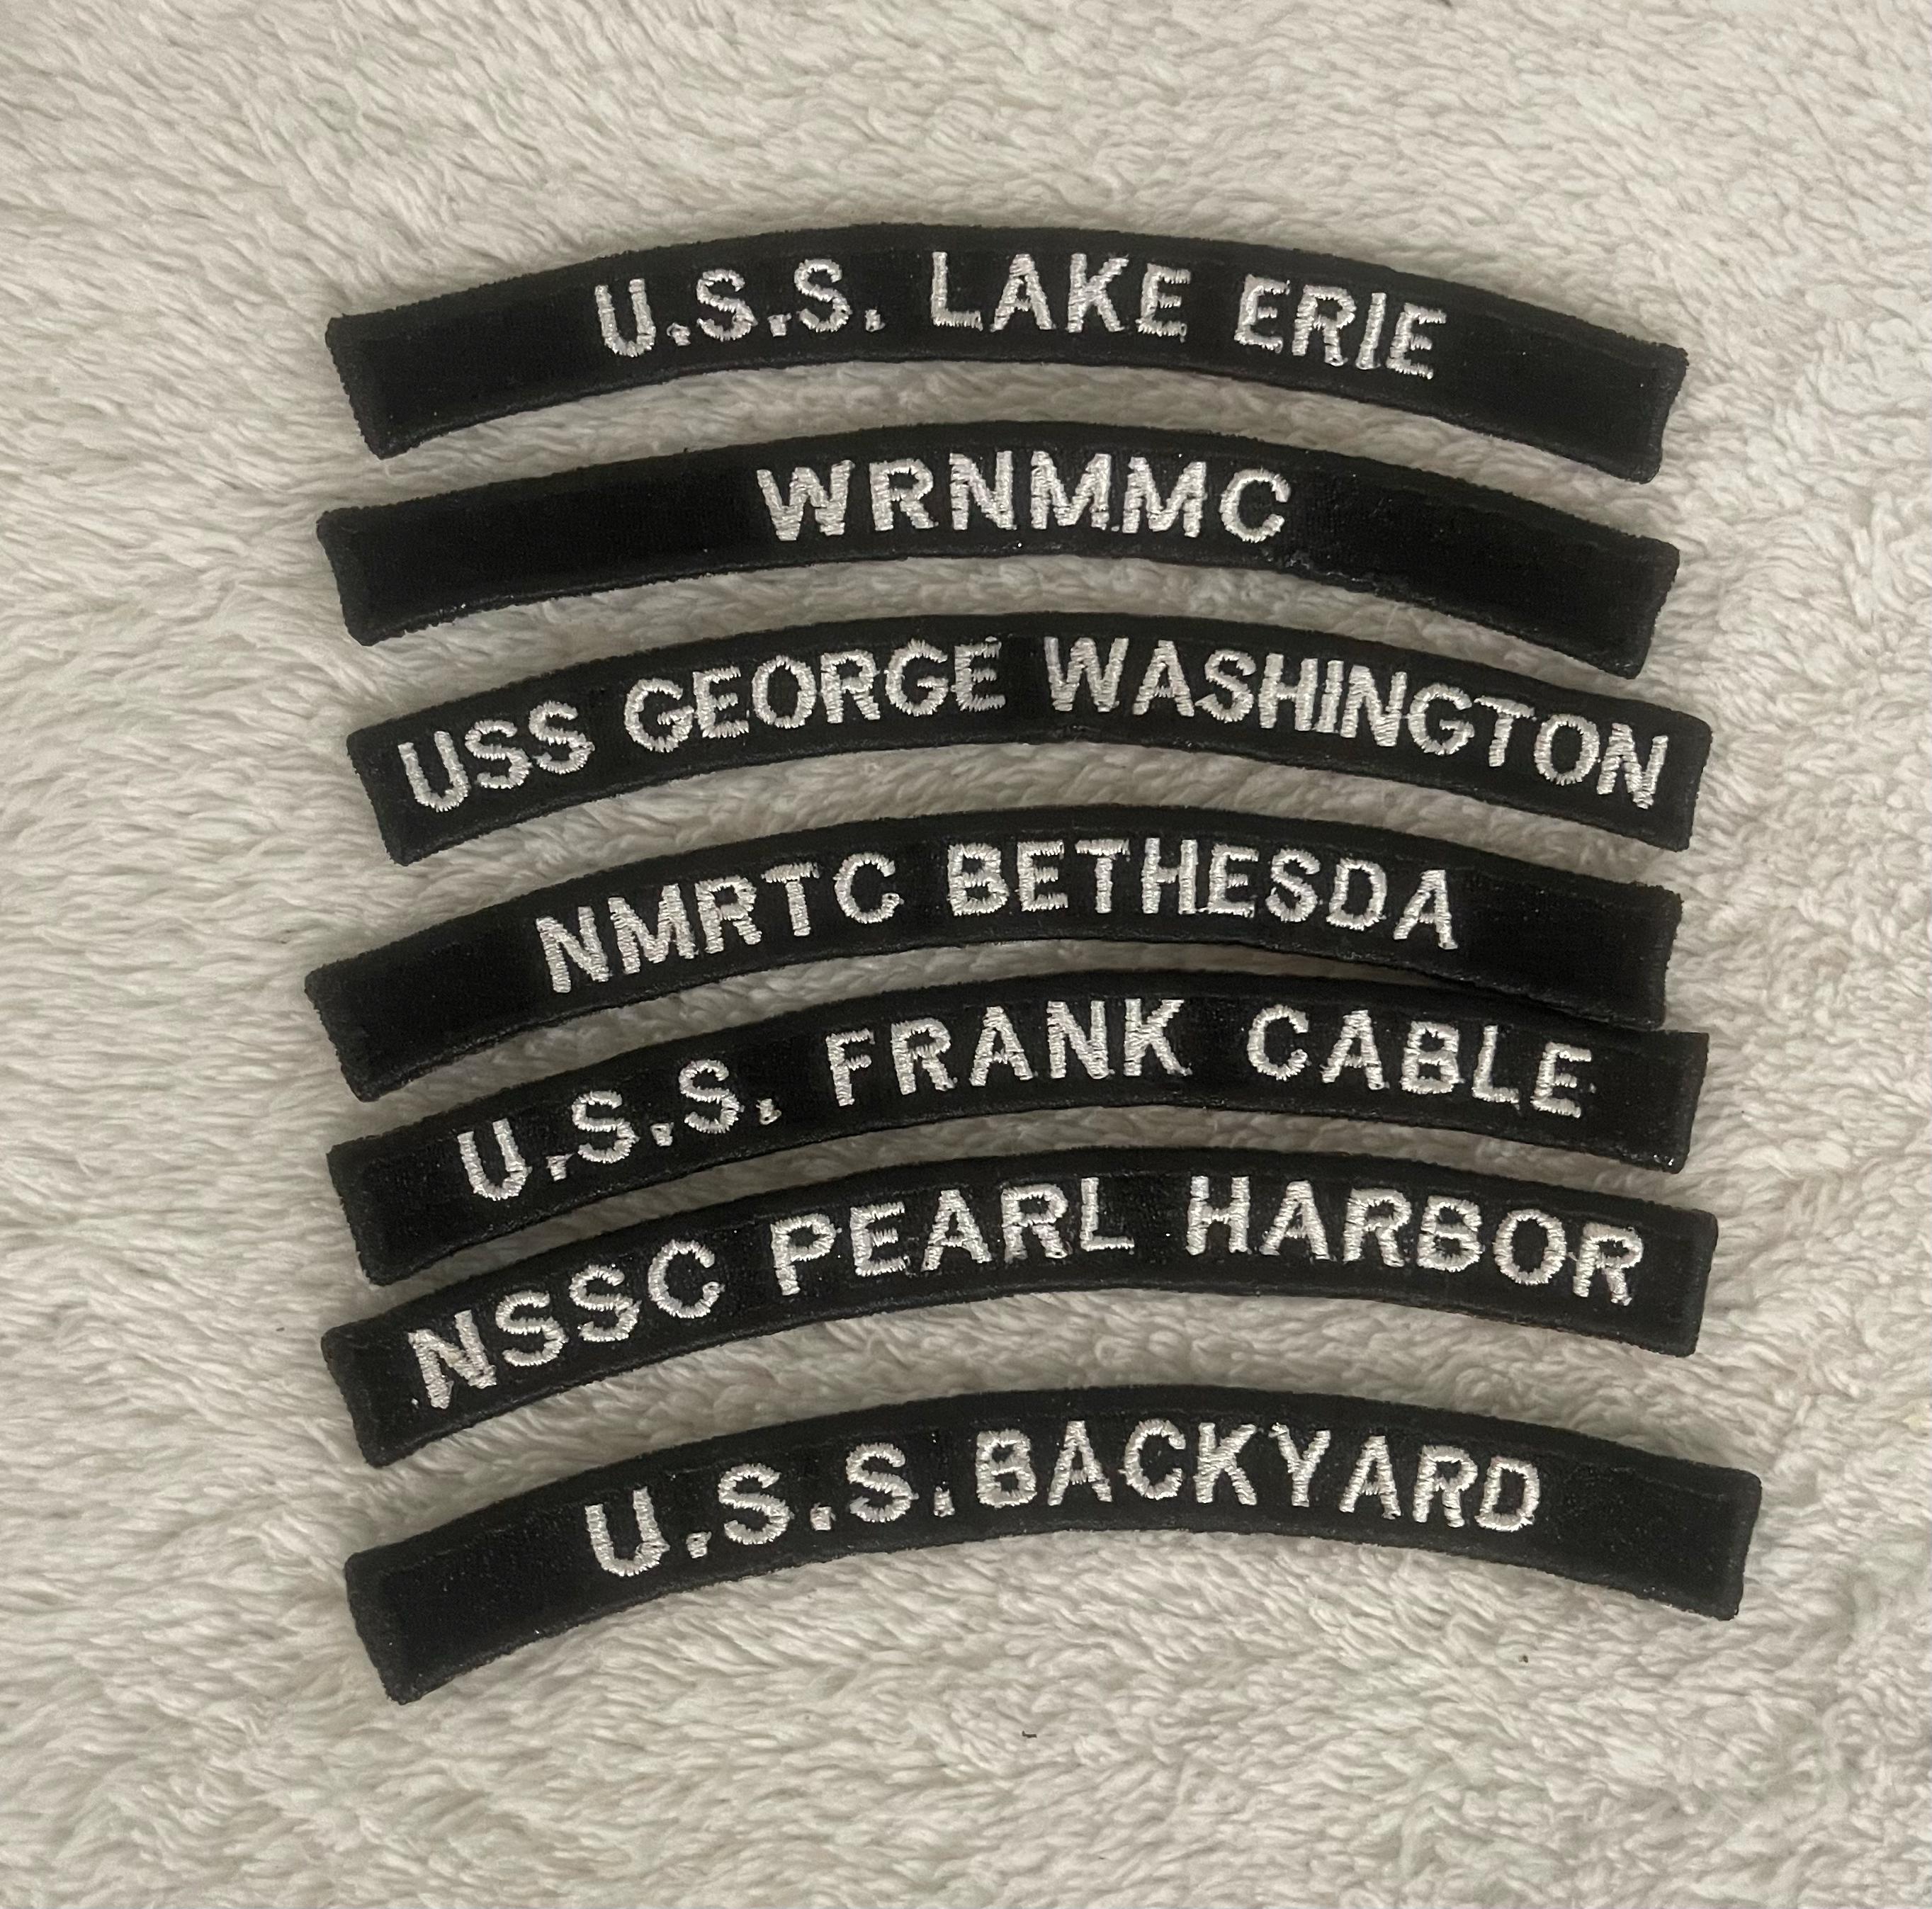 U.S.S. LAKE ERIE
WRNMMC
USS GEORGE WASHINGTON
NMRTC BETHESDA
U.S.S. FRANK CABLE
NSSC PEARL HARBOR
U.S.S.BACKYARD